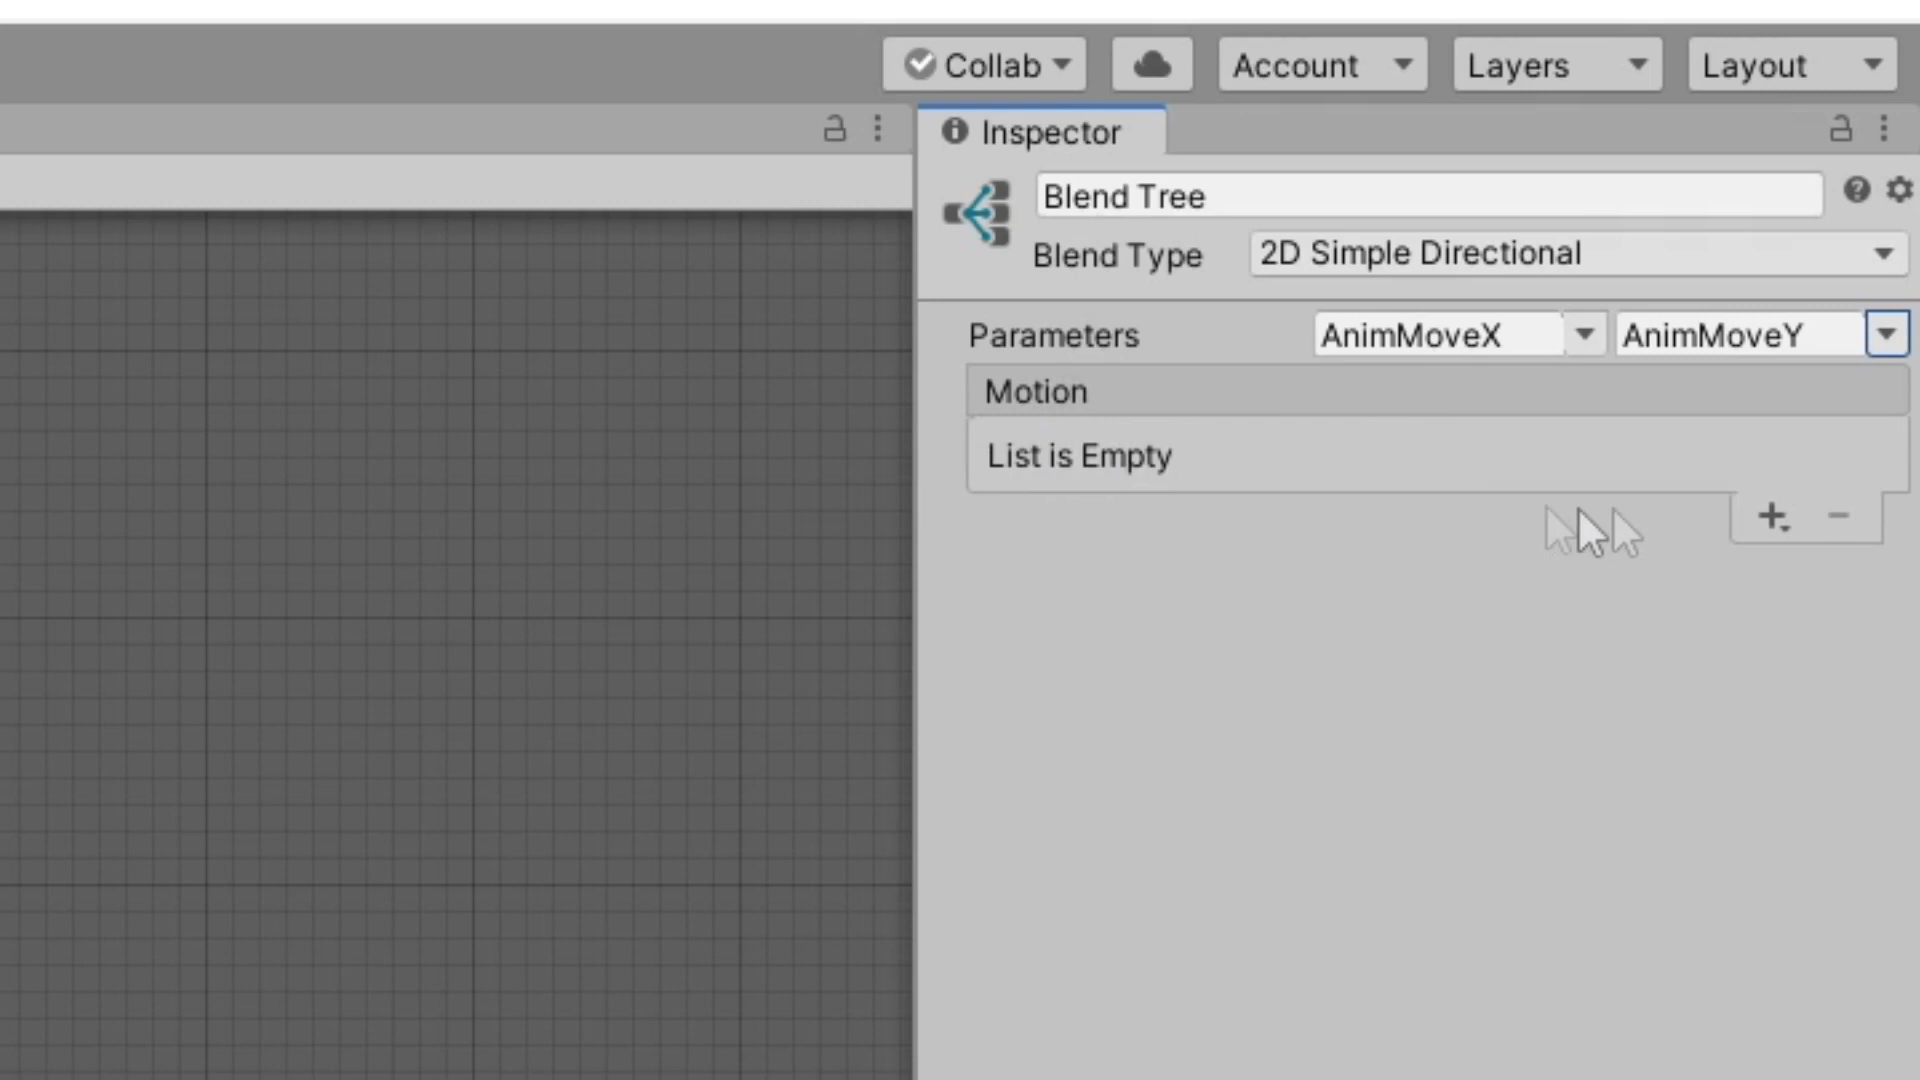 Collab Account Layers Layout
Inspector
Blend Tree
Blend Type 2D Simple Directional
Parameters AnimMoveX AnimMoveY
Motion
List is Empty